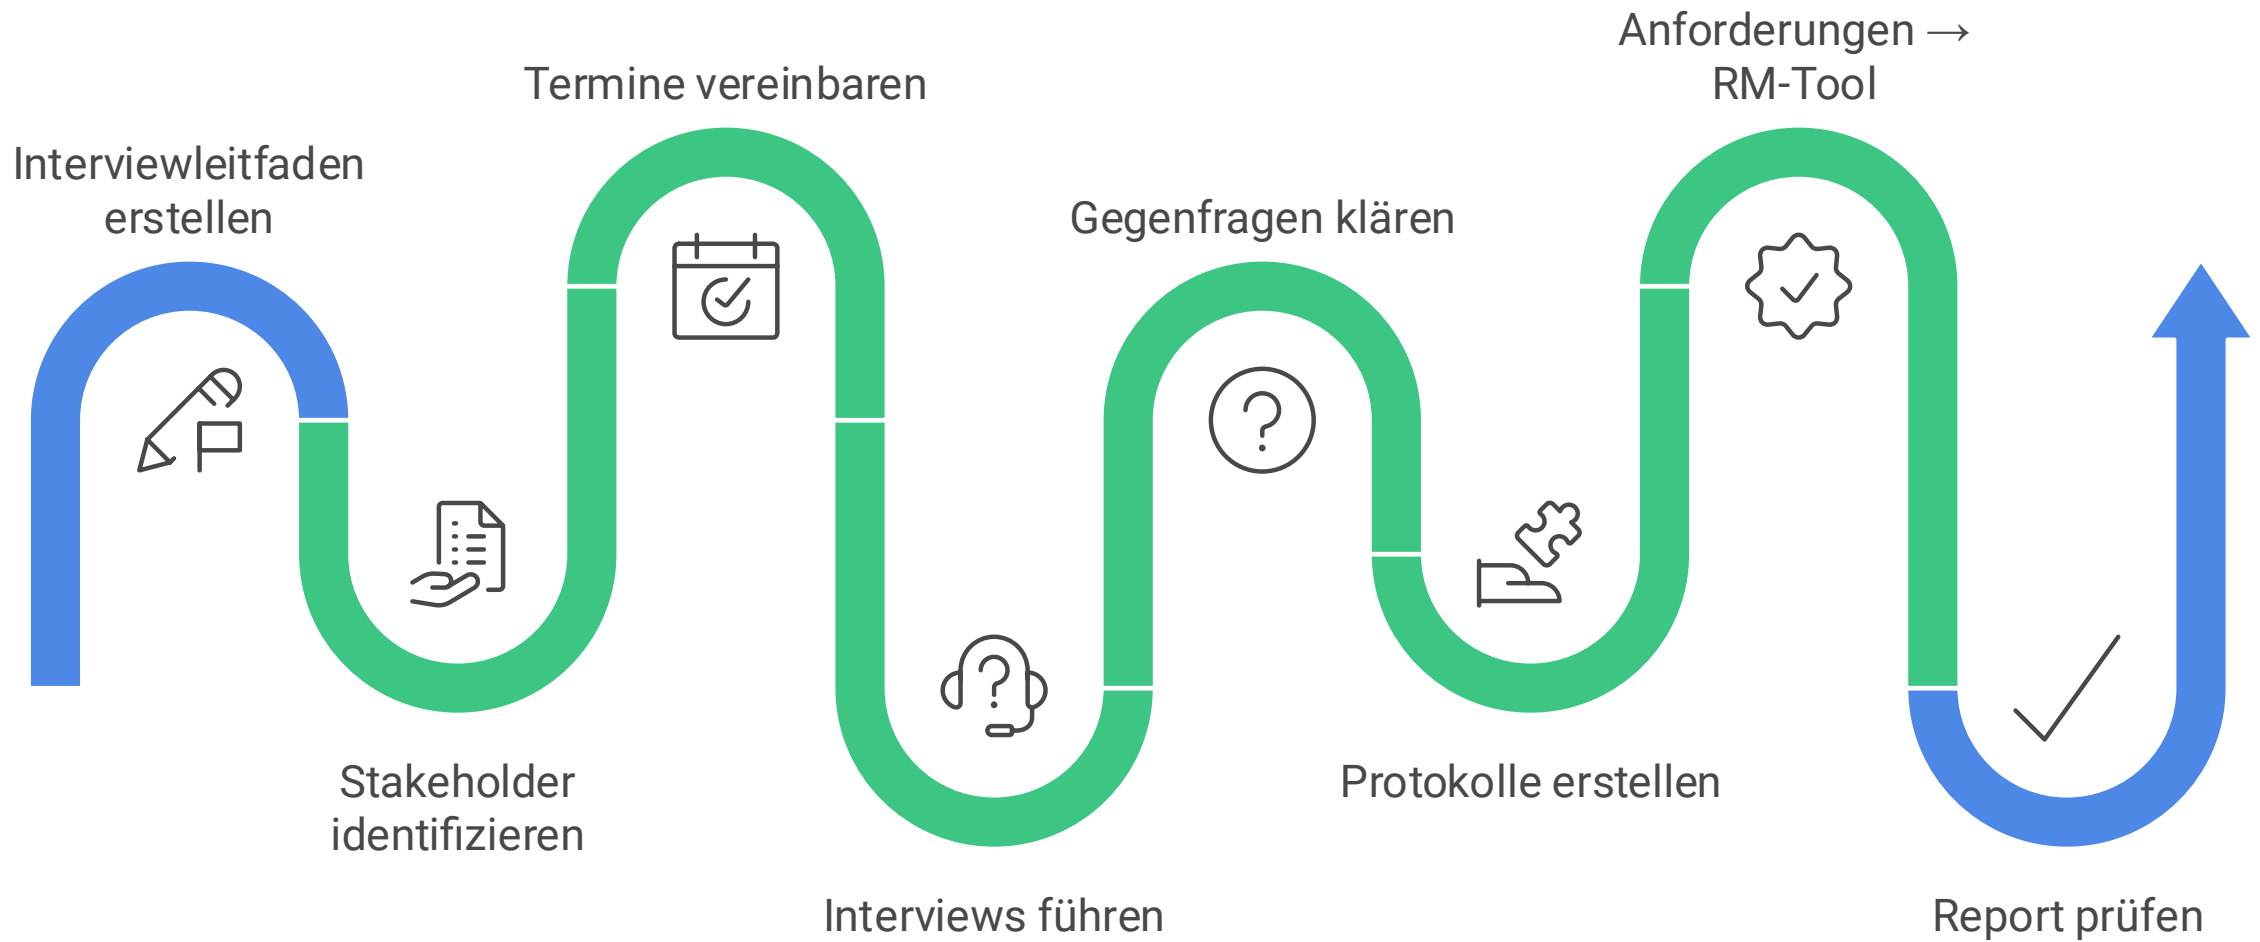 Interviewleitfaden
erstellen
Stakeholder
identifizieren
Termine vereinbaren
Interviews führen
Gegenfragen klären
Protokolle erstellen
Anforderungen →
RM-Tool
Report prüfen